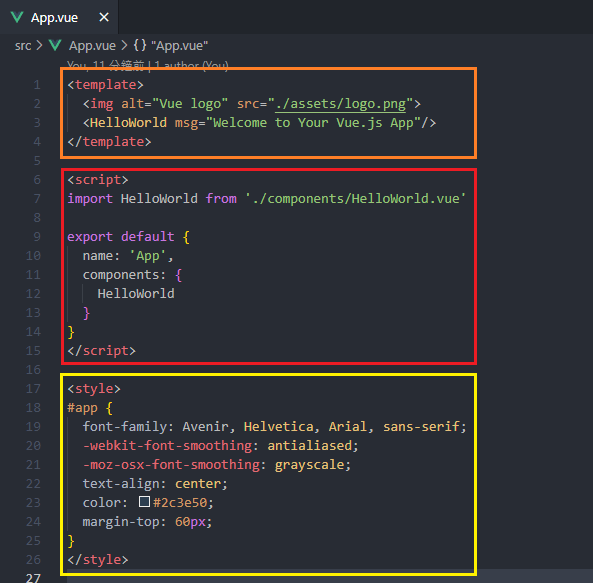 App.vue ×
src > App.vue > {} "App.vue"
You, 11 分鐘前 | 1 author (You)
1 <template>
2 <img alt="Vue logo" src="./assets/logo.png">
3 <HelloWorld msg="Welcome to Your Vue.js App"/>
4 </template>
5
6 <script>
7 import HelloWorld from './components/HelloWorld.vue'
8
9 export default {
10 name: 'App',
11 components: {
12 HelloWorld
13 }
14 }
15 </script>
16
17 <style>
18 #app {
19 font-family: Avenir, Helvetica, Arial, sans-serif;
20 -webkit-font-smoothing: antialiased;
21 -moz-osx-font-smoothing: grayscale;
22 text-align: center;
23 color: #2c3e50;
24 margin-top: 60px;
25 }
26 </style>
27